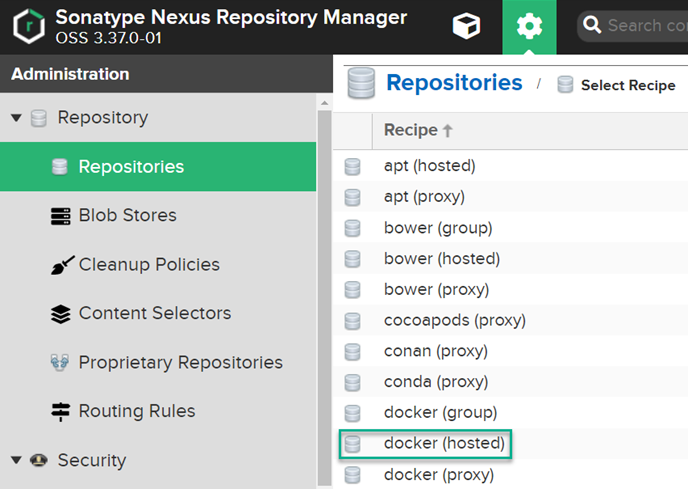 Sonatype Nexus Repository Manager
OSS 3.37.0-01
Search co
Administration
Repository
Repositories
Blob Stores
Cleanup Policies
Content Selectors
Proprietary Repositories
Routing Rules
Security
Repositories / Select Recipe
Recipe
apt (hosted)
apt (proxy)
bower (group)
bower (hosted)
bower (proxy)
cocoapods (proxy)
conan (proxy)
conda (proxy)
docker (group)
docker (hosted)
docker (proxy)